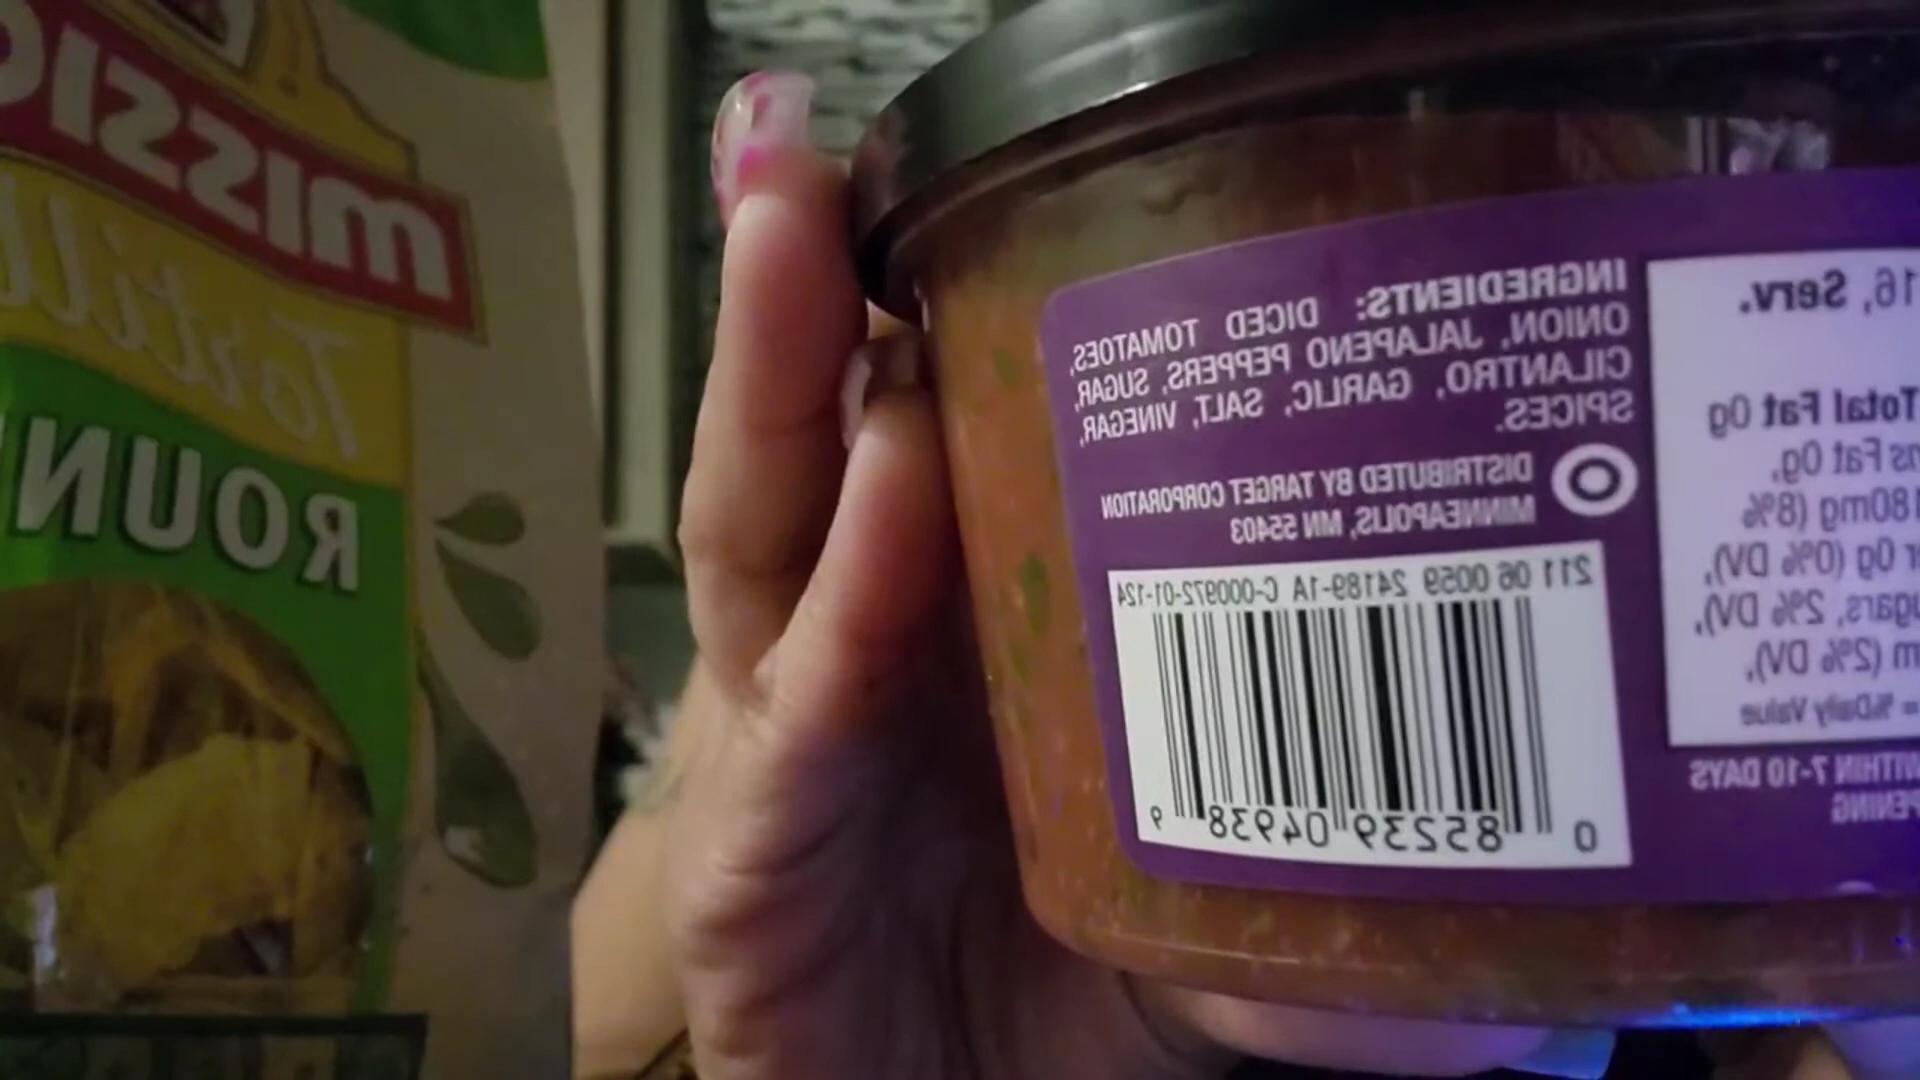 MISSIO
Tortill
ROUN
INGREDIENTS: DICED TOMATOES,
ONION, JALAPENO PEPPERS, SUGAR,
CILANTRO, GARLIC, SALT, VINEGAR,
SPICES.
DISTRIBUTED BY TARGET CORPORATION
MINNEAPOLIS, MN 55403
211 06 0059 24189-1A C-000972-01-124
0 85239 04938 9
16, Serv.
Total Fat 0g
ns Fat 0g,
180mg (8%
r 0g (0% DV),
ugars, 2% DV),
m (2% DV),
= %Daily Value
WITHIN 7-10 DAYS
PENING